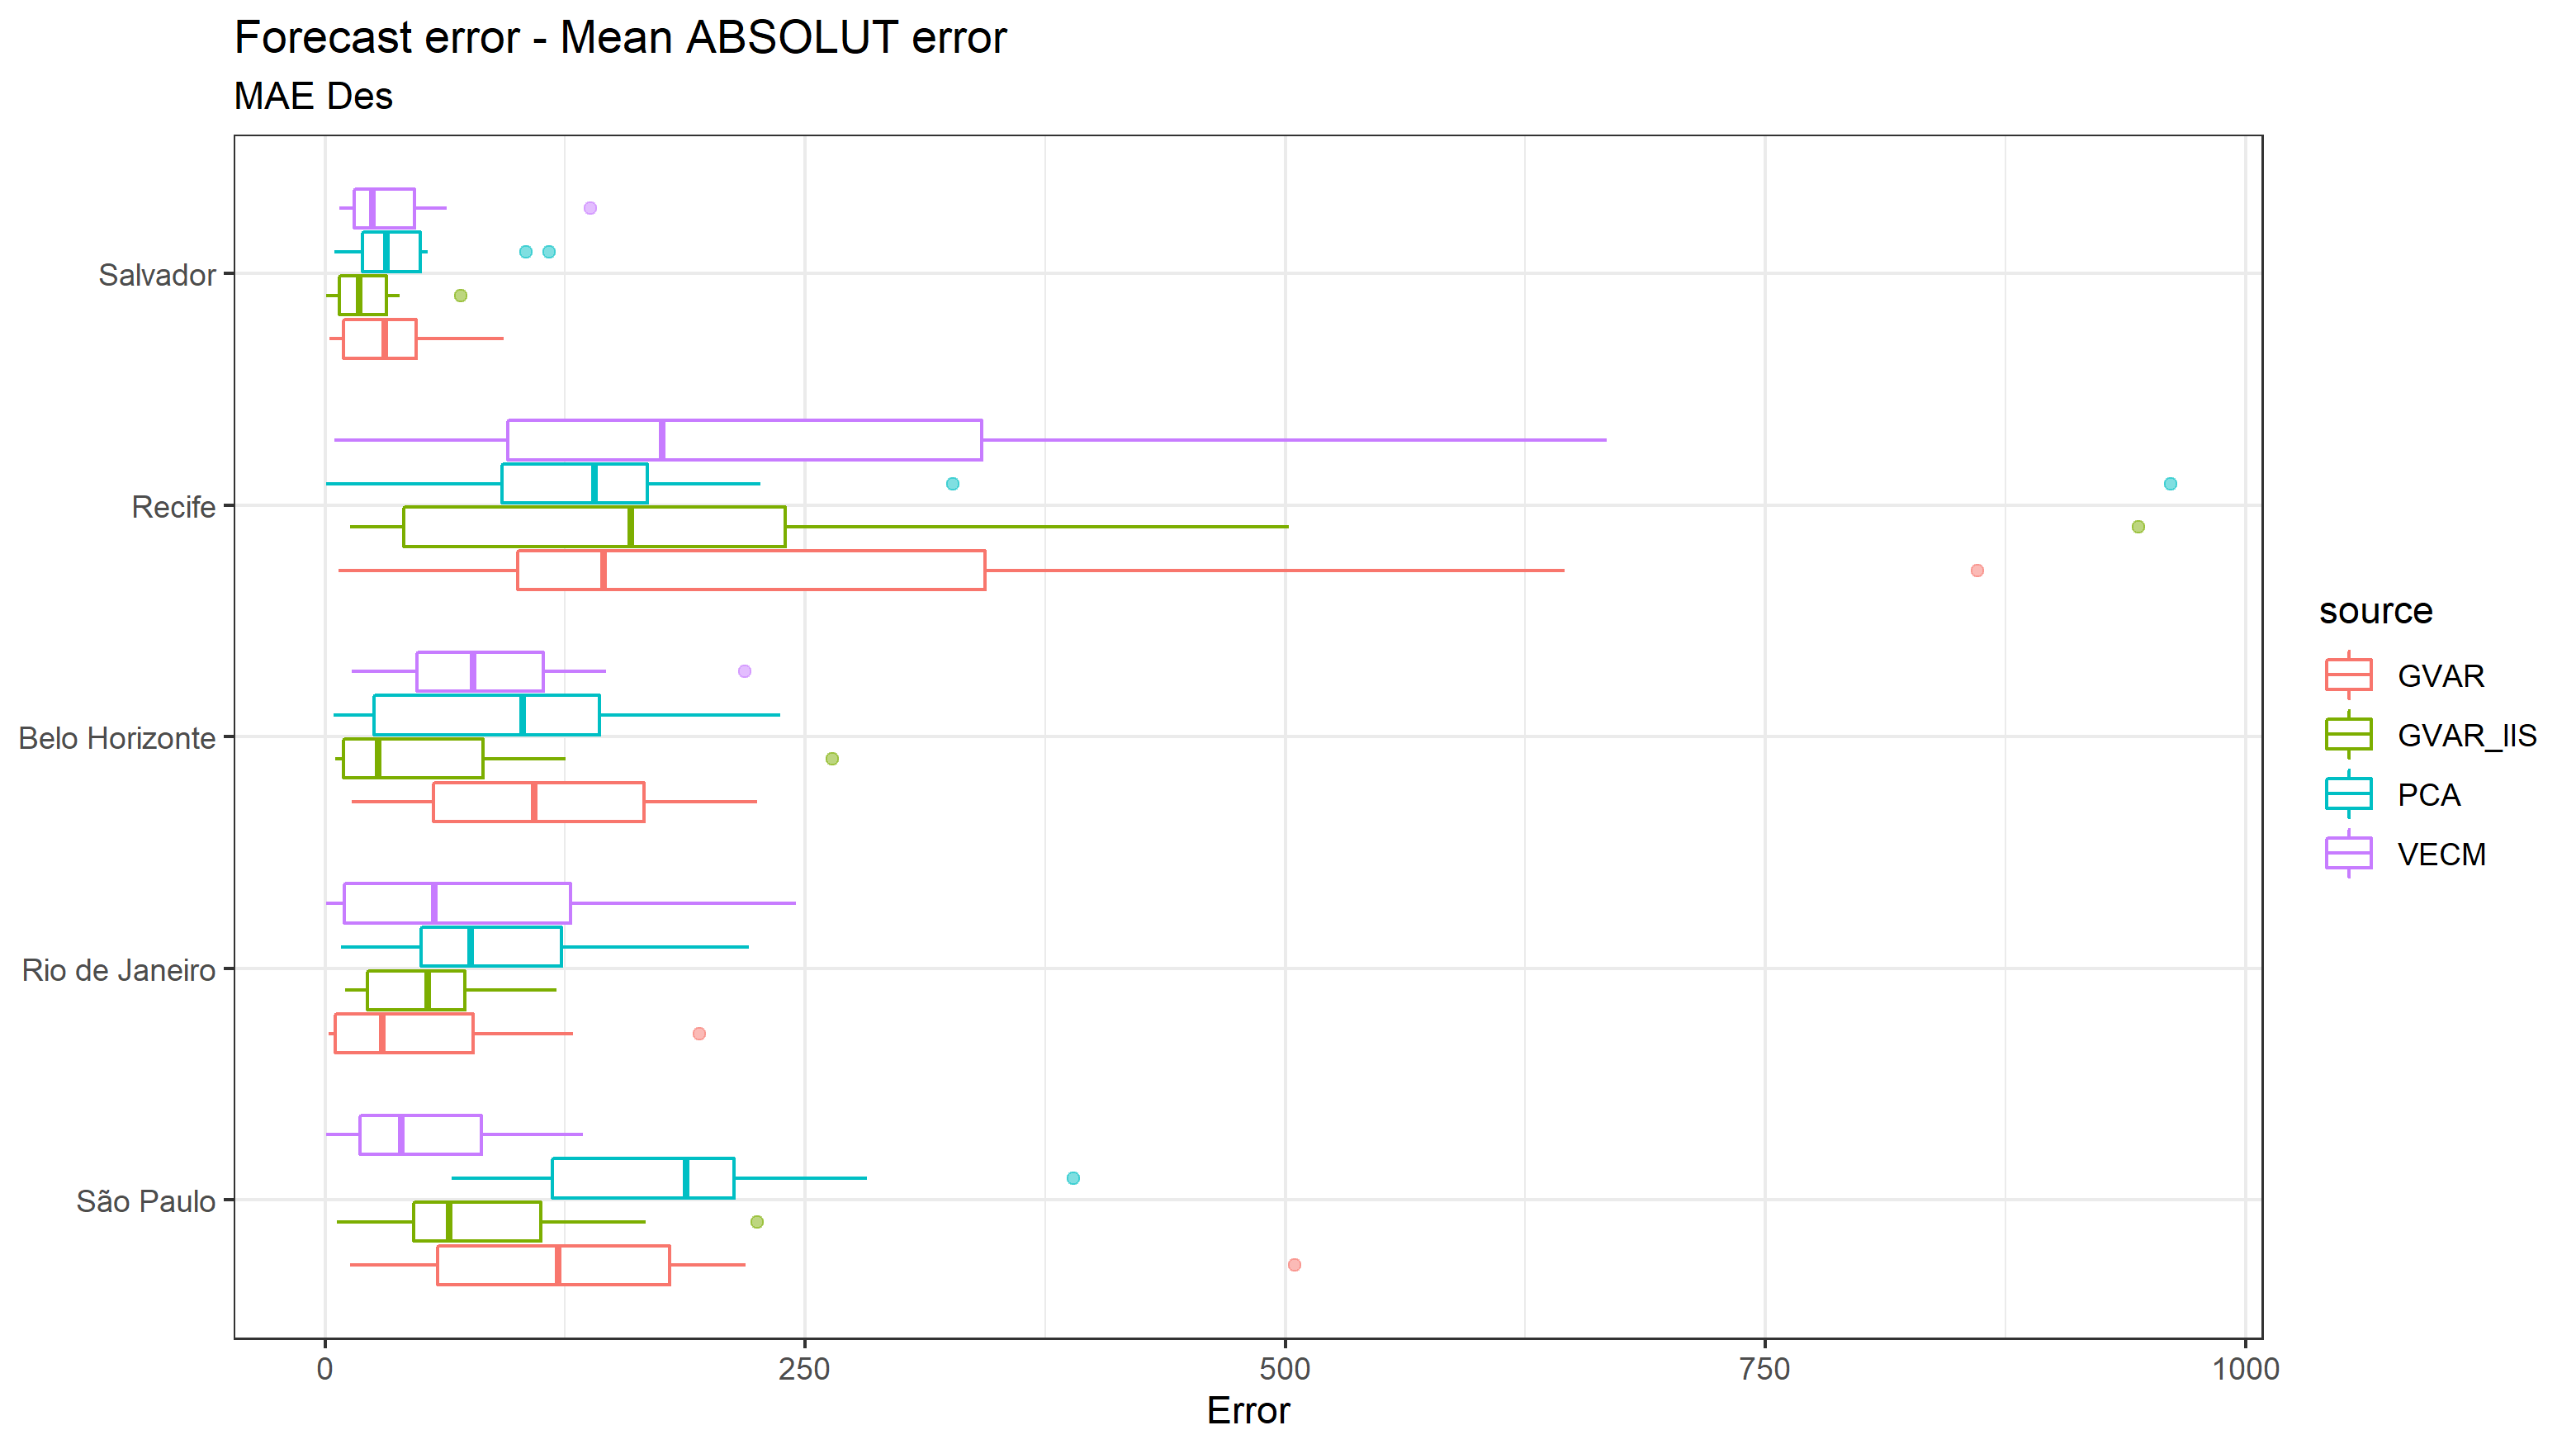 Forecast error - Mean ABSOLUT error
MAE Des
Salvador
Recife
Belo Horizonte
Rio de Janeiro
São Paulo
0 250 500 750 1000
Error
source
GVAR
GVAR_IIS
PCA
VECM